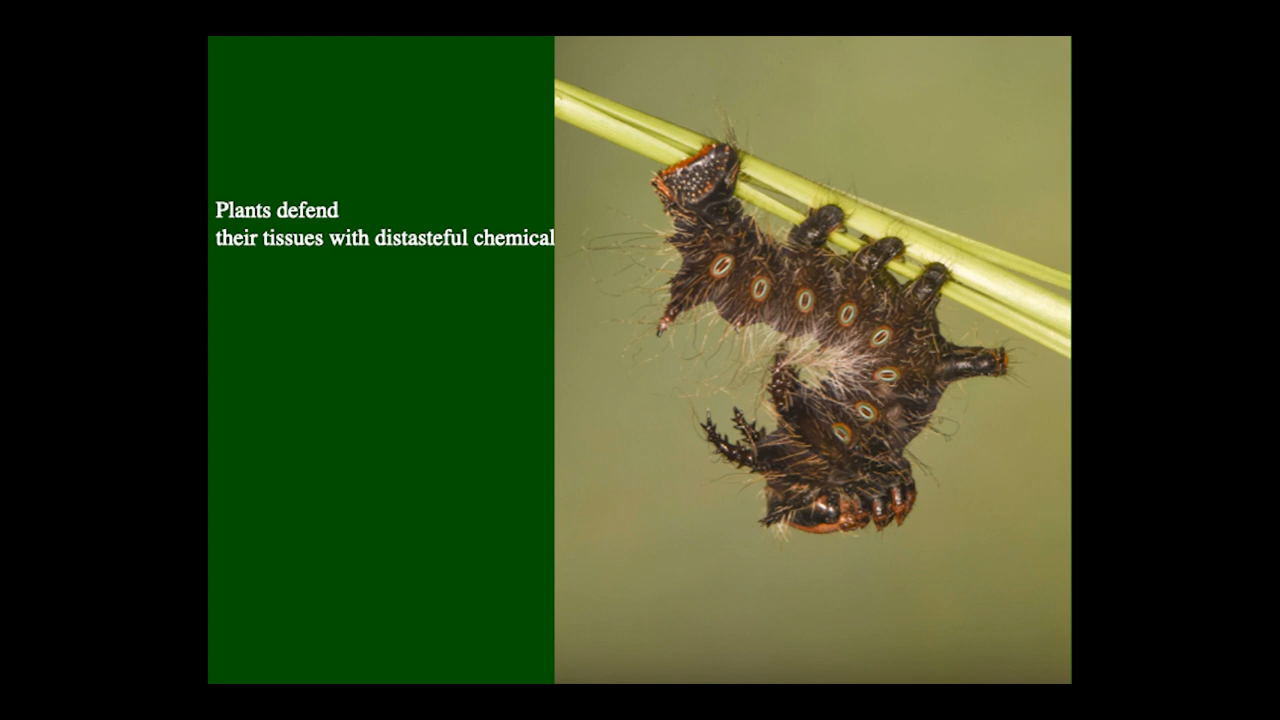 Plants defend
their tissues with distasteful chemical